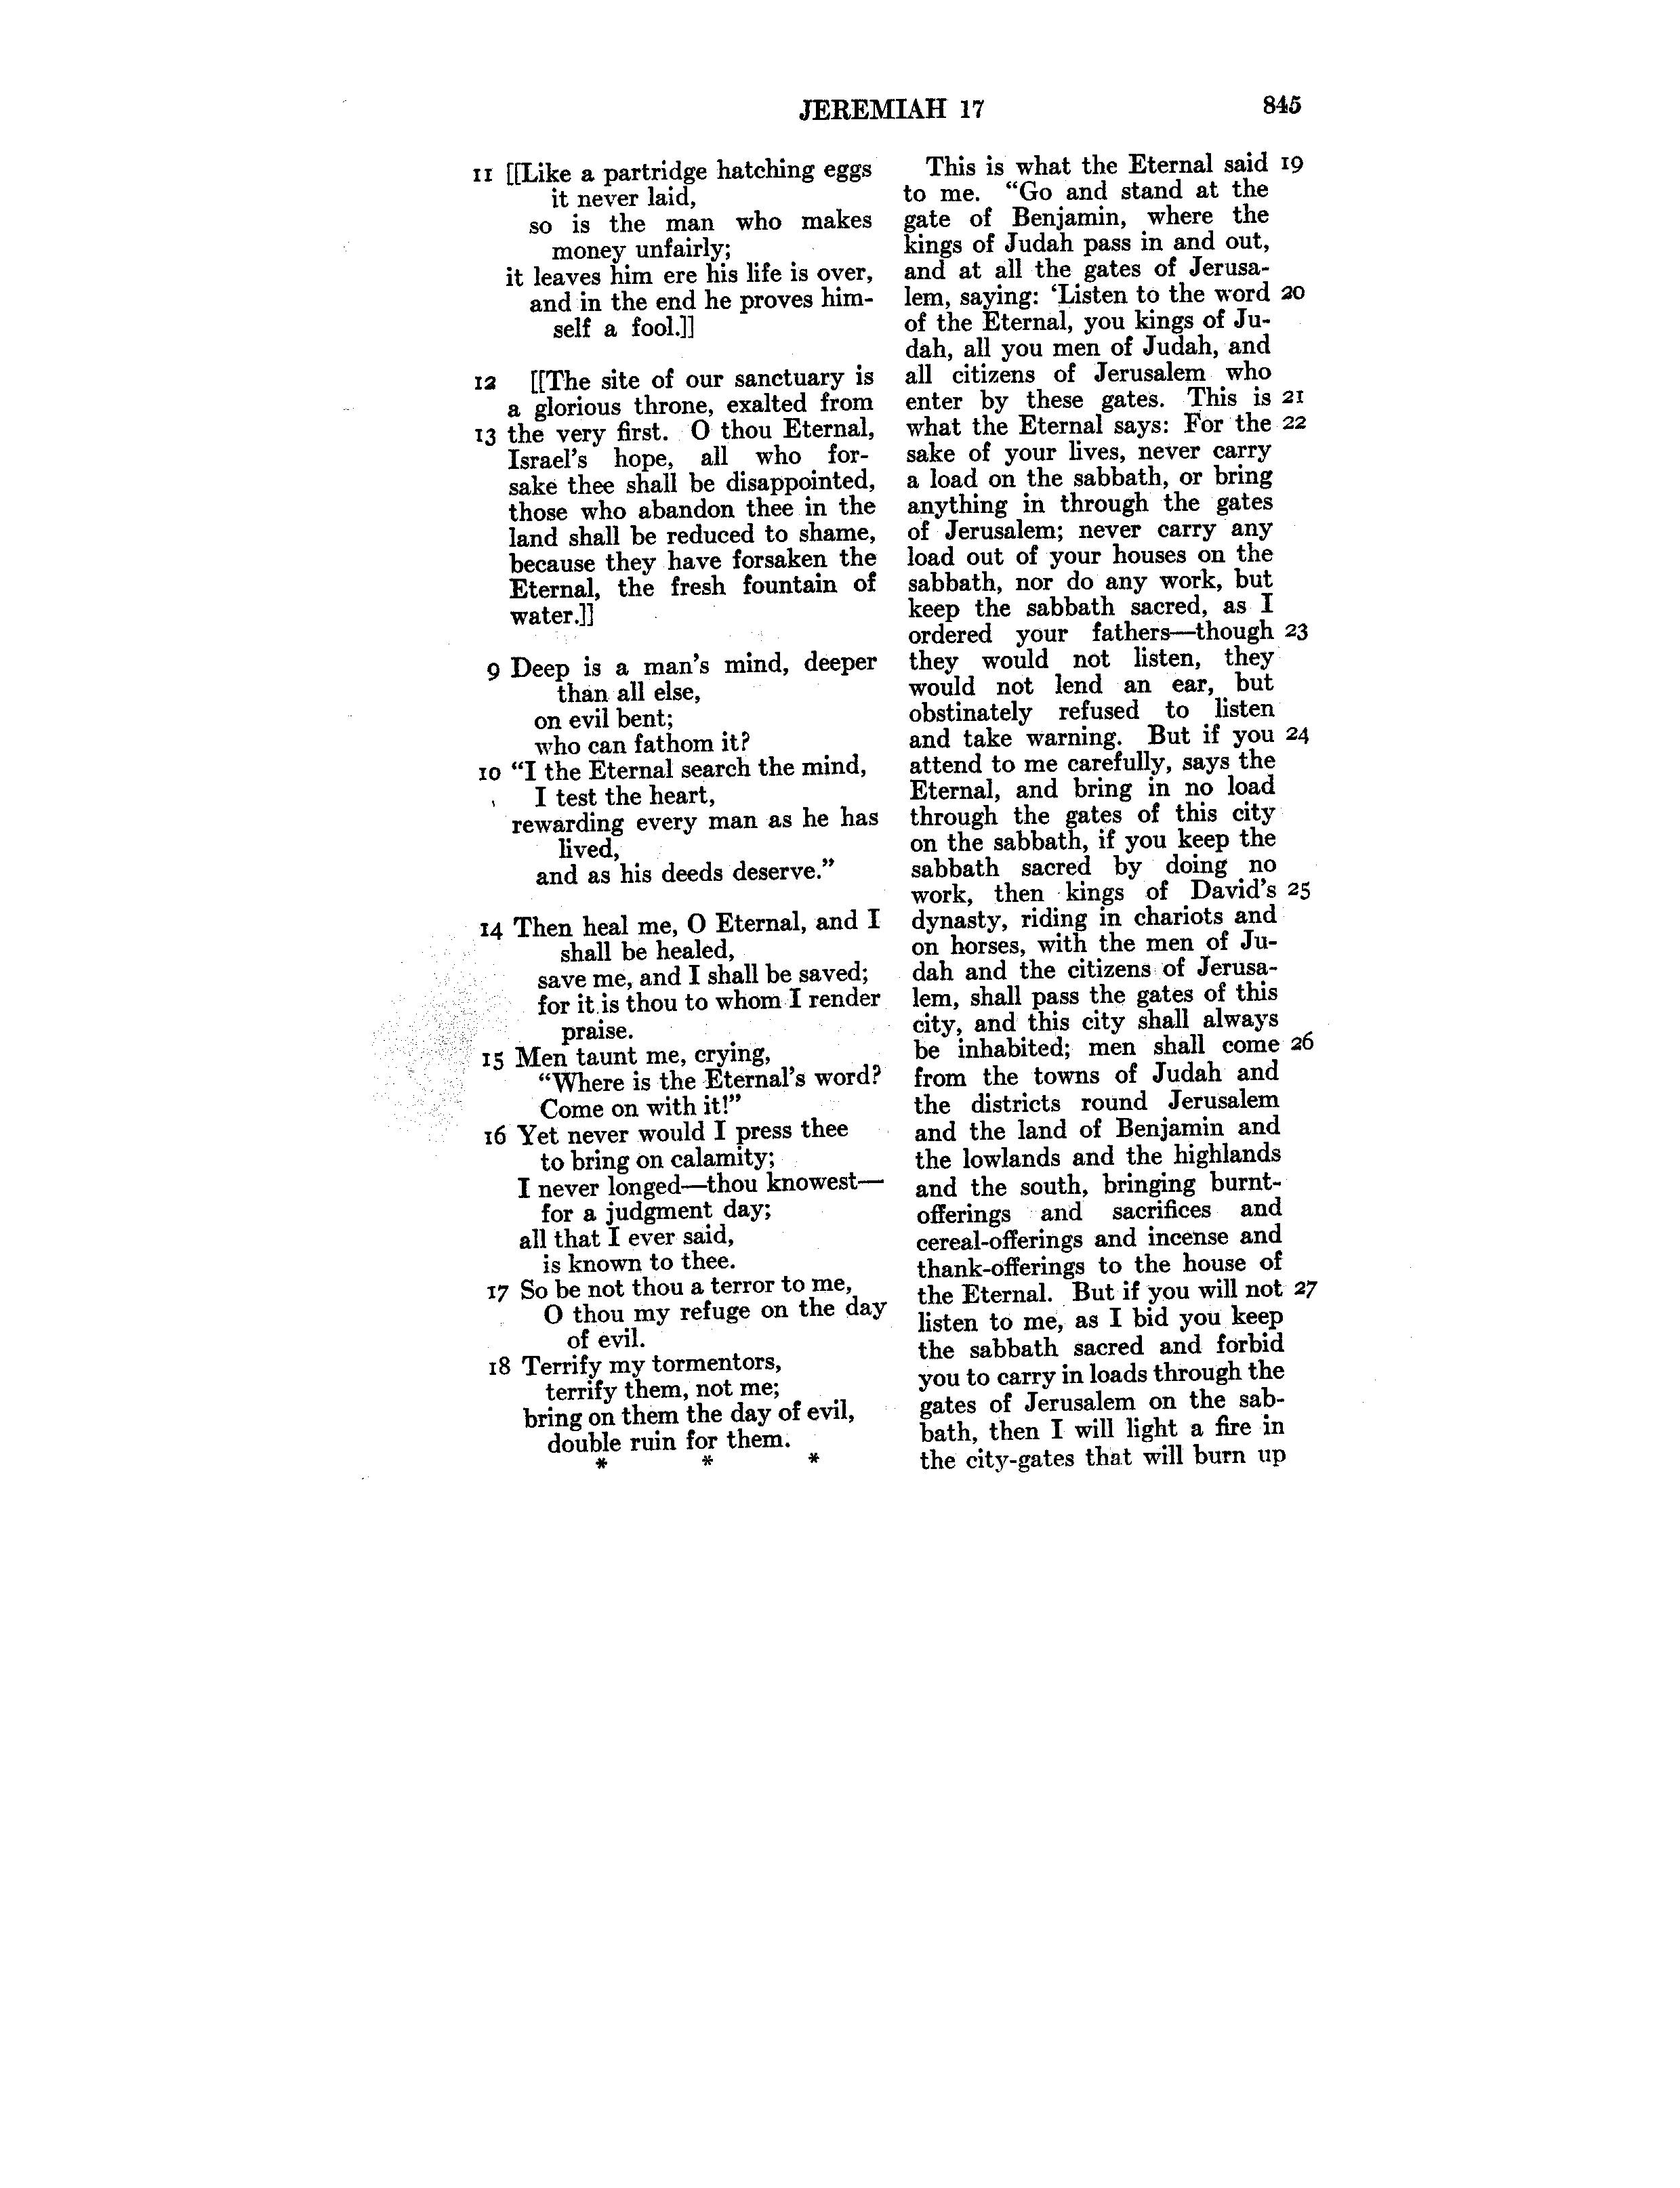 JEREMIAH 17 845
11 [[Like a partridge hatching eggs
it never laid,
so is the man who makes
money unfairly;
it leaves him ere his life is over,
and in the end he proves him-
self a fool.]]
12 [[The site of our sanctuary is
a glorious throne, exalted from
13 the very first. O thou Eternal,
Israel's hope, all who for-
sake thee shall be disappointed,
those who abandon thee in the
land shall be reduced to shame,
because they have forsaken the
Eternal, the fresh fountain of
water.]]
9 Deep is a man's mind, deeper
than all else,
on evil bent;
who can fathom it?
10 "I the Eternal search the mind,
I test the heart,
rewarding every man as he has
lived,
and as his deeds deserve."
14 Then heal me, O Eternal, and I
shall be healed,
save me, and I shall be saved;
for it is thou to whom I render
praise.
15 Men taunt me, crying,
"Where is the Eternal's word?
Come on with it!"
16 Yet never would I press thee
to bring on calamity;
I never longed—thou knowest—
for a judgment day;
all that I ever said,
is known to thee.
17 So be not thou a terror to me,
O thou my refuge on the day
of evil.
18 Terrify my tormentors,
terrify them, not me;
bring on them the day of evil,
double ruin for them.
* * *
This is what the Eternal said 19
to me. "Go and stand at the
gate of Benjamin, where the
kings of Judah pass in and out,
and at all the gates of Jerusa-
lem, saying: 'Listen to the word 20
of the Eternal, you kings of Ju-
dah, all you men of Judah, and
all citizens of Jerusalem who
enter by these gates. This is 21
what the Eternal says: For the 22
sake of your lives, never carry
a load on the sabbath, or bring
anything in through the gates
of Jerusalem; never carry any
load out of your houses on the
sabbath, nor do any work, but
keep the sabbath sacred, as I
ordered your fathers—though 23
they would not listen, they
would not lend an ear, but
obstinately refused to listen
and take warning. But if you 24
attend to me carefully, says the
Eternal, and bring in no load
through the gates of this city
on the sabbath, if you keep the
sabbath sacred by doing no
work, then kings of David's 25
dynasty, riding in chariots and
on horses, with the men of Ju-
dah and the citizens of Jerusa-
lem, shall pass the gates of this
city, and this city shall always
be inhabited; men shall come 26
from the towns of Judah and
the districts round Jerusalem
and the land of Benjamin and
the lowlands and the highlands
and the south, bringing burnt-
offerings and sacrifices and
cereal-offerings and incense and
thank-offerings to the house of
the Eternal. But if you will not 27
listen to me, as I bid you keep
the sabbath sacred and forbid
you to carry in loads through the
gates of Jerusalem on the sab-
bath, then I will light a fire in
the city-gates that will burn up